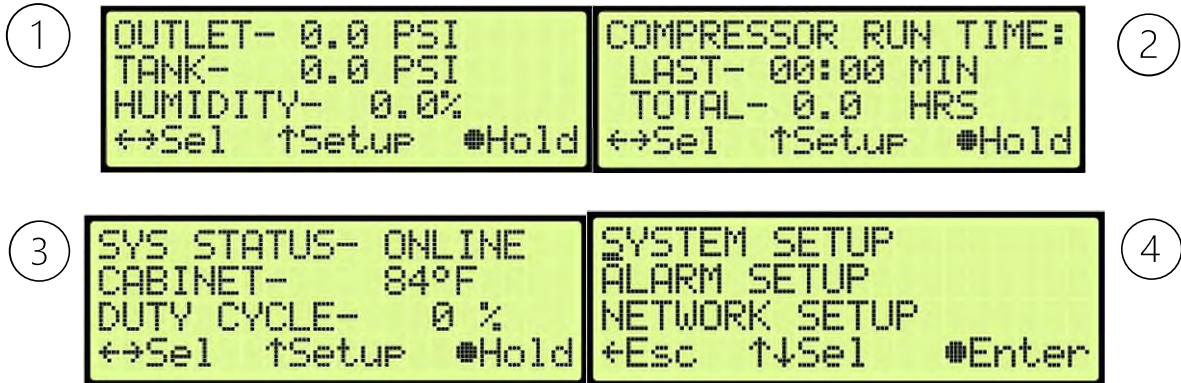 1
OUTLET- 0.0 PSI
TANK- 0.0 PSI
HUMIDITY- 0.0%
←→Sel ↑Setup ●Hold
COMPRESSOR RUN TIME:
LAST- 00:00 MIN
TOTAL- 0.0 HRS
←→Sel ↑Setup ●Hold
2
3
SYS STATUS- ONLINE
CABINET- 84°F
DUTY CYCLE- 0 %
←→Sel ↑Setup ●Hold
SYSTEM SETUP
ALARM SETUP
NETWORK SETUP
←Esc ↑↓Sel ●Enter
4